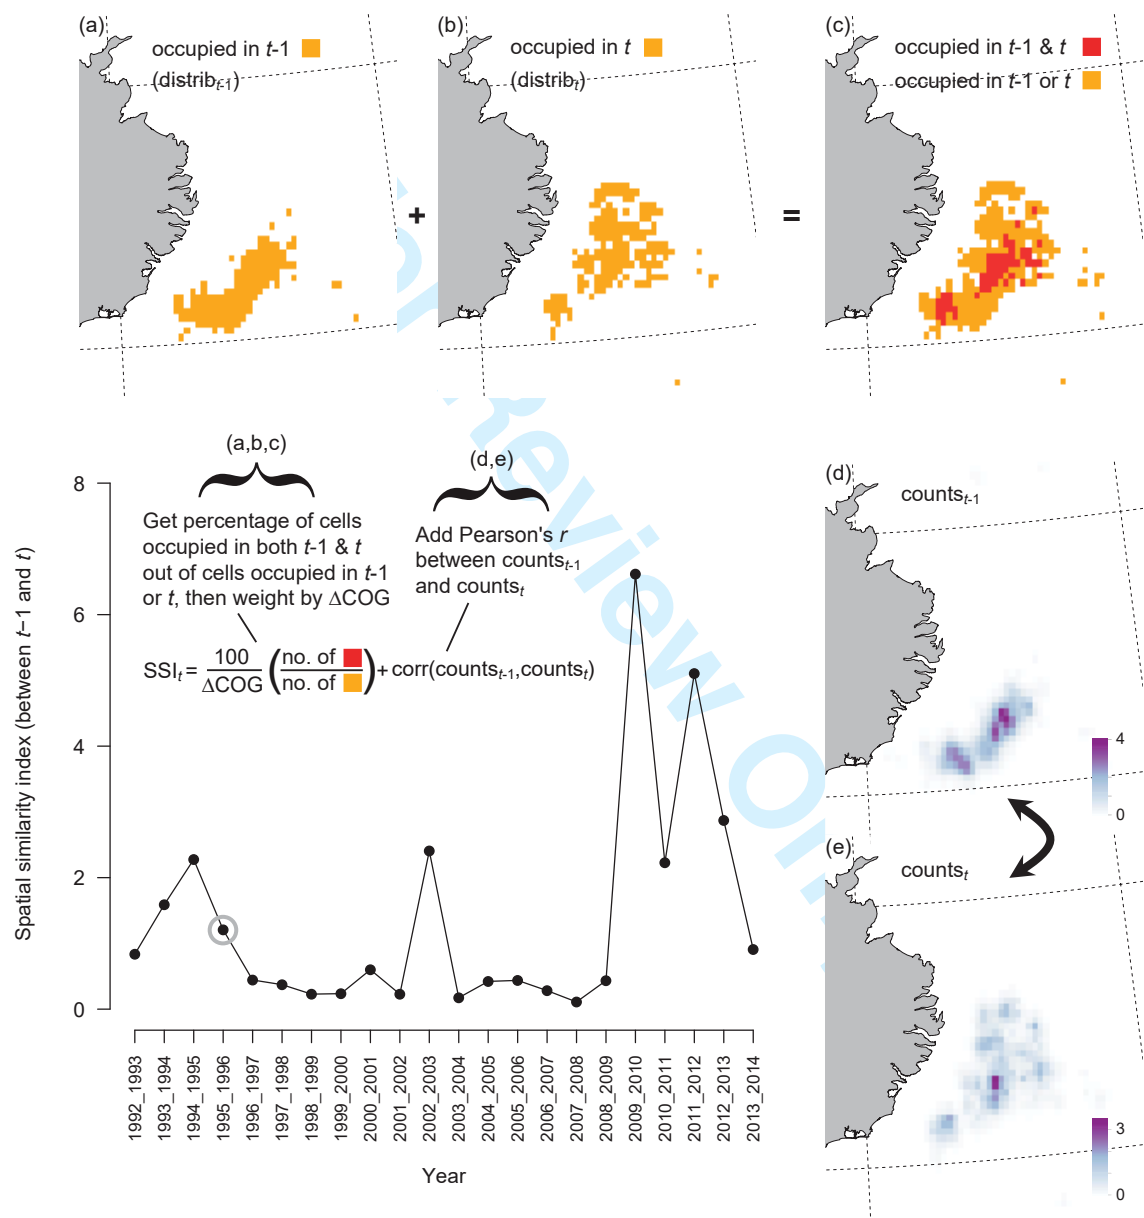 (a)
occupied in t-1
(distribt-1)
(b)
occupied in t
(distribt)
(c)
occupied in t-1 & t
occupied in t-1 or t
+
=
For Review Only
(a,b,c)
Get percentage of cells
occupied in both t-1 & t
out of cells occupied in t-1
or t, then weight by ΔCOG
(d,e)
Add Pearson's r
between countst-1
and countst
SSIt = 100 / ΔCOG (no. of / no. of) + corr(countst-1,countst)
Spatial similarity index (between t−1 and t)
8
6
4
2
0
1992_1993
1993_1994
1994_1995
1995_1996
1996_1997
1997_1998
1998_1999
1999_2000
2000_2001
2001_2002
2002_2003
2003_2004
2004_2005
2005_2006
2006_2007
2007_2008
2008_2009
2009_2010
2010_2011
2011_2012
2012_2013
2013_2014
Year
(d)
countst-1
4
0
(e)
countst
3
0